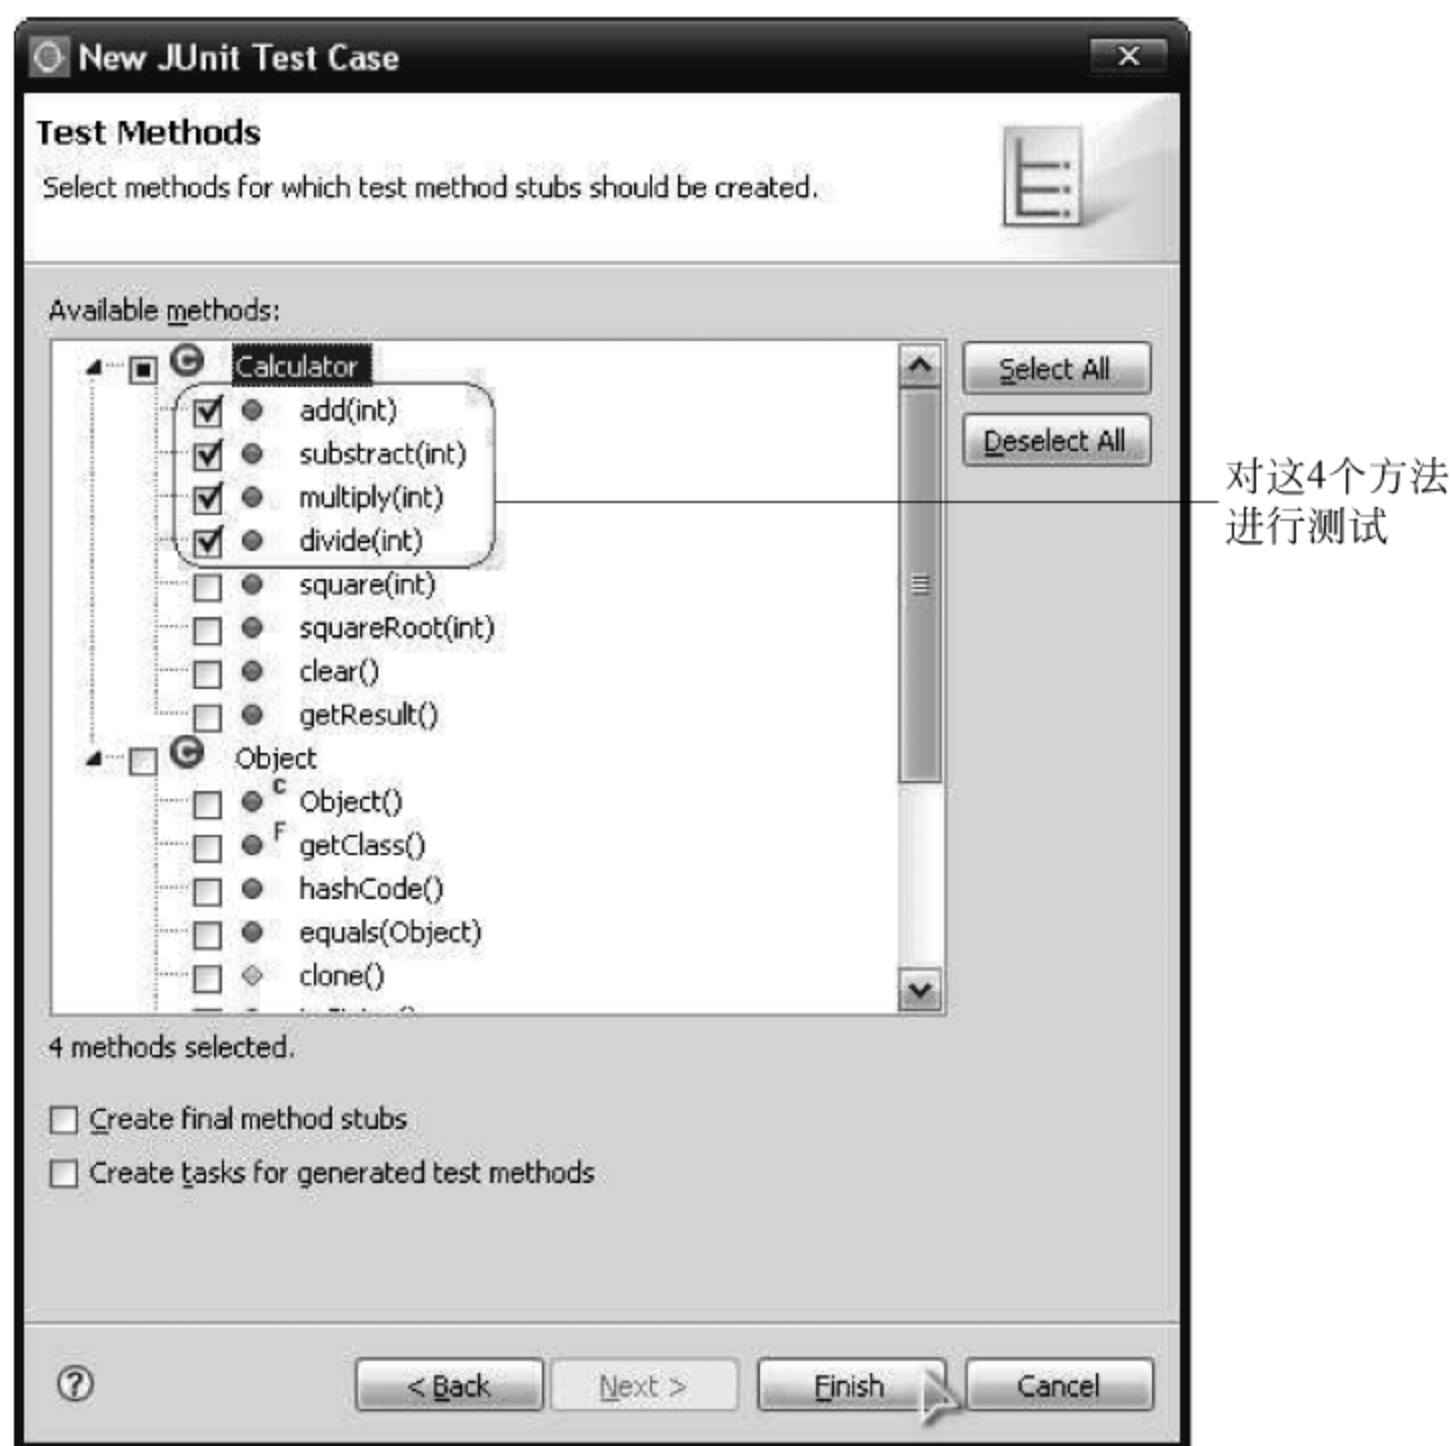 New JUnit Test Case
Test Methods
Select methods for which test method stubs should be created.
Available methods:
Calculator
add(int)
substract(int)
multiply(int)
divide(int)
square(int)
squareRoot(int)
clear()
getResult()
Object
C
Object()
F
getClass()
hashCode()
equals(Object)
clone()
Select All
Deselect All
对这4个方法
进行测试
4 methods selected.
Create final method stubs
Create tasks for generated test methods
< Back
Next >
Finish
Cancel